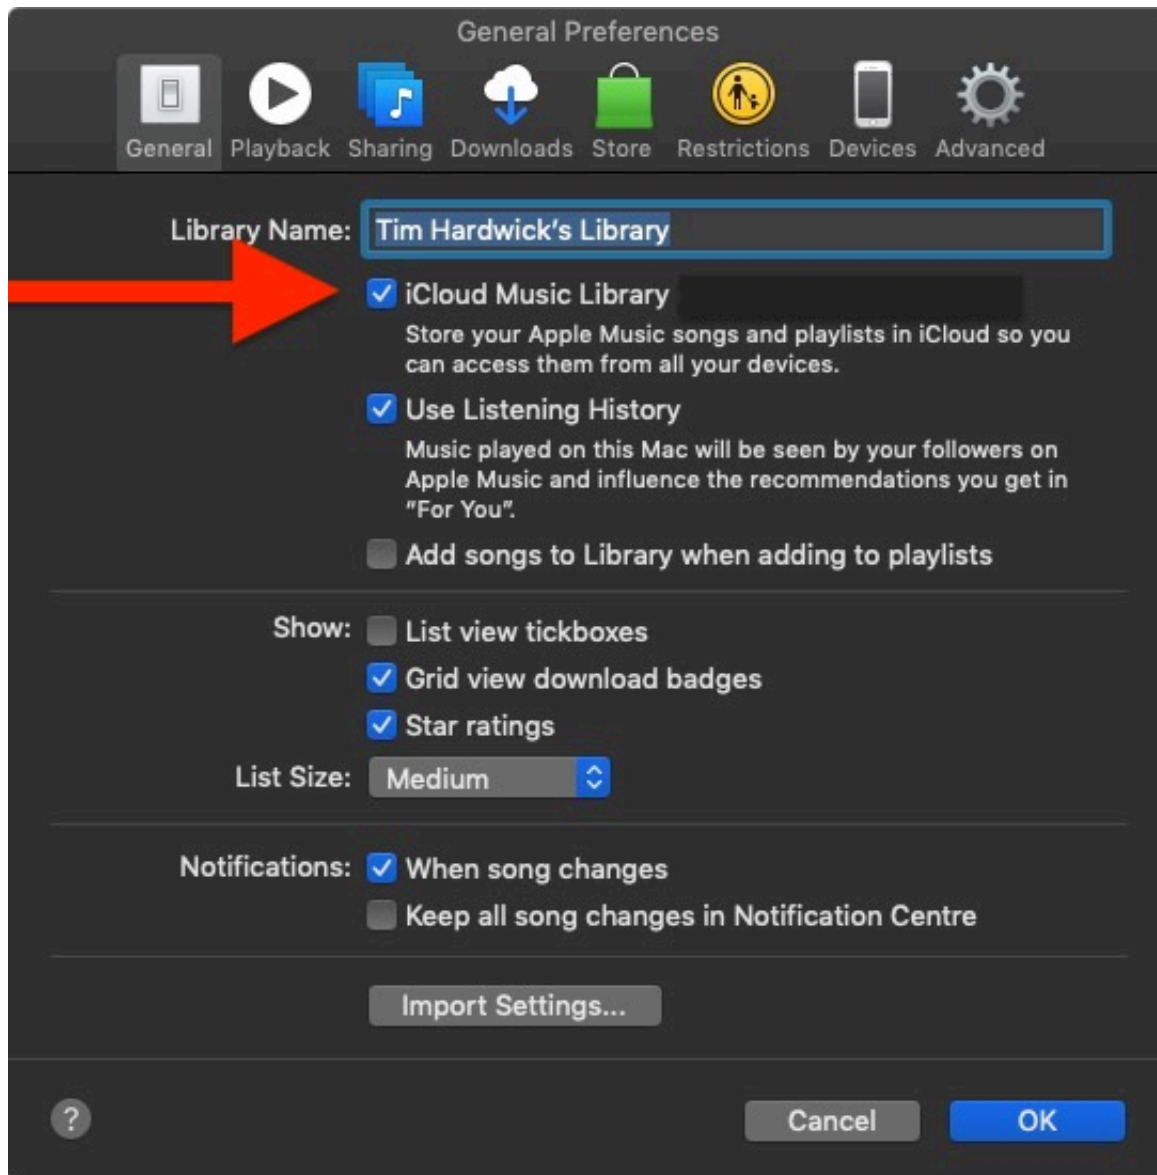 General Preferences
General Playback Sharing Downloads Store Restrictions Devices Advanced
Library Name: Tim Hardwick’s Library
iCloud Music Library
Store your Apple Music songs and playlists in iCloud so you
can access them from all your devices.
Use Listening History
Music played on this Mac will be seen by your followers on
Apple Music and influence the recommendations you get in
“For You”.
Add songs to Library when adding to playlists
Show: List view tickboxes
Grid view download badges
Star ratings
List Size: Medium
Notifications: When song changes
Keep all song changes in Notification Centre
Import Settings...
? Cancel OK